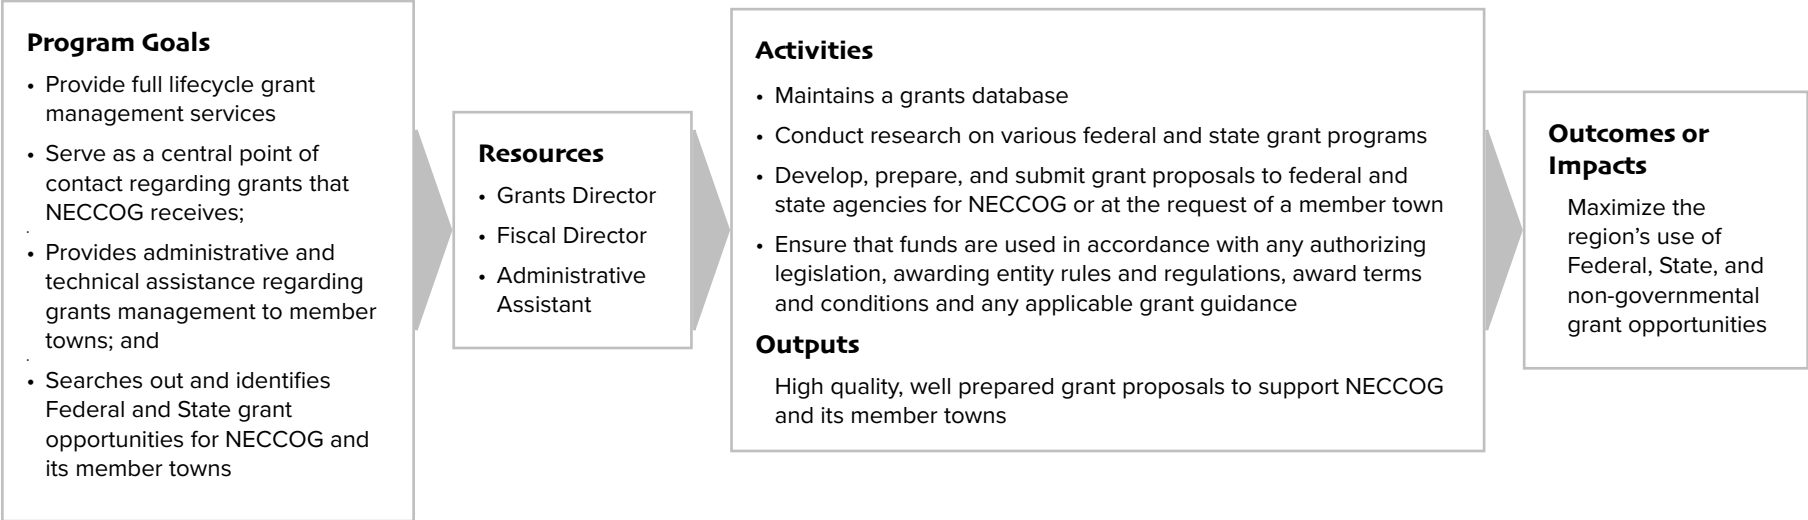 Program Goals
• Provide full lifecycle grant
management services
• Serve as a central point of
contact regarding grants that
NECCOG receives;
• Provides administrative and
technical assistance regarding
grants management to member
towns; and
• Searches out and identifies
Federal and State grant
opportunities for NECCOG and
its member towns
Resources
• Grants Director
• Fiscal Director
• Administrative
Assistant
Activities
• Maintains a grants database
• Conduct research on various federal and state grant programs
• Develop, prepare, and submit grant proposals to federal and
state agencies for NECCOG or at the request of a member town
• Ensure that funds are used in accordance with any authorizing
legislation, awarding entity rules and regulations, award terms
and conditions and any applicable grant guidance
Outputs
High quality, well prepared grant proposals to support NECCOG
and its member towns
Outcomes or
Impacts
Maximize the
region’s use of
Federal, State, and
non-governmental
grant opportunities